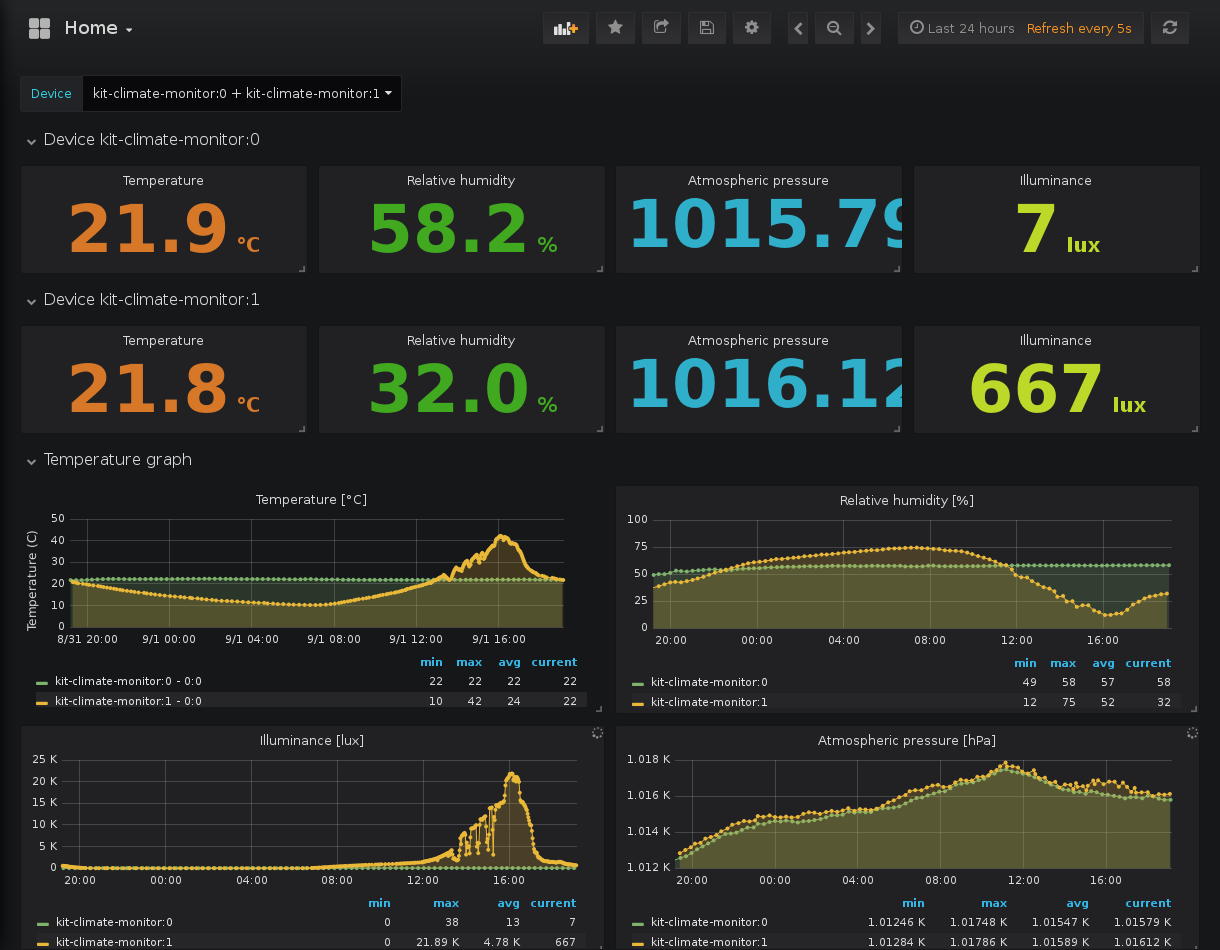 Home
Last 24 hours Refresh every 5s
Device kit-climate-monitor:0 + kit-climate-monitor:1
Device kit-climate-monitor:0
Temperature Relative humidity Atmospheric pressure Illuminance
21.9 °C 58.2 % 1015.79 7 lux
Device kit-climate-monitor:1
Temperature Relative humidity Atmospheric pressure Illuminance
21.8 °C 32.0 % 1016.12 667 lux
Temperature graph
Temperature [°C]
Temperature (C)
50
40
30
20
10
0
8/31 20:00 9/1 00:00 9/1 04:00 9/1 08:00 9/1 12:00 9/1 16:00
min max avg current
kit-climate-monitor:0 - 0:0 22 22 22 22
kit-climate-monitor:1 - 0:0 10 42 24 22
Relative humidity [%]
100
75
50
25
0
20:00 00:00 04:00 08:00 12:00 16:00
min max avg current
kit-climate-monitor:0 49 58 57 58
kit-climate-monitor:1 12 75 52 32
Illuminance [lux]
25 K
20 K
15 K
10 K
5 K
0
20:00 00:00 04:00 08:00 12:00 16:00
min max avg current
kit-climate-monitor:0 0 38 13 7
kit-climate-monitor:1 0 21.89 K 4.78 K 667
Atmospheric pressure [hPa]
1.018 K
1.016 K
1.014 K
1.012 K
20:00 00:00 04:00 08:00 12:00 16:00
min max avg current
kit-climate-monitor:0 1.01246 K 1.01748 K 1.01547 K 1.01579 K
kit-climate-monitor:1 1.01284 K 1.01786 K 1.01589 K 1.01612 K